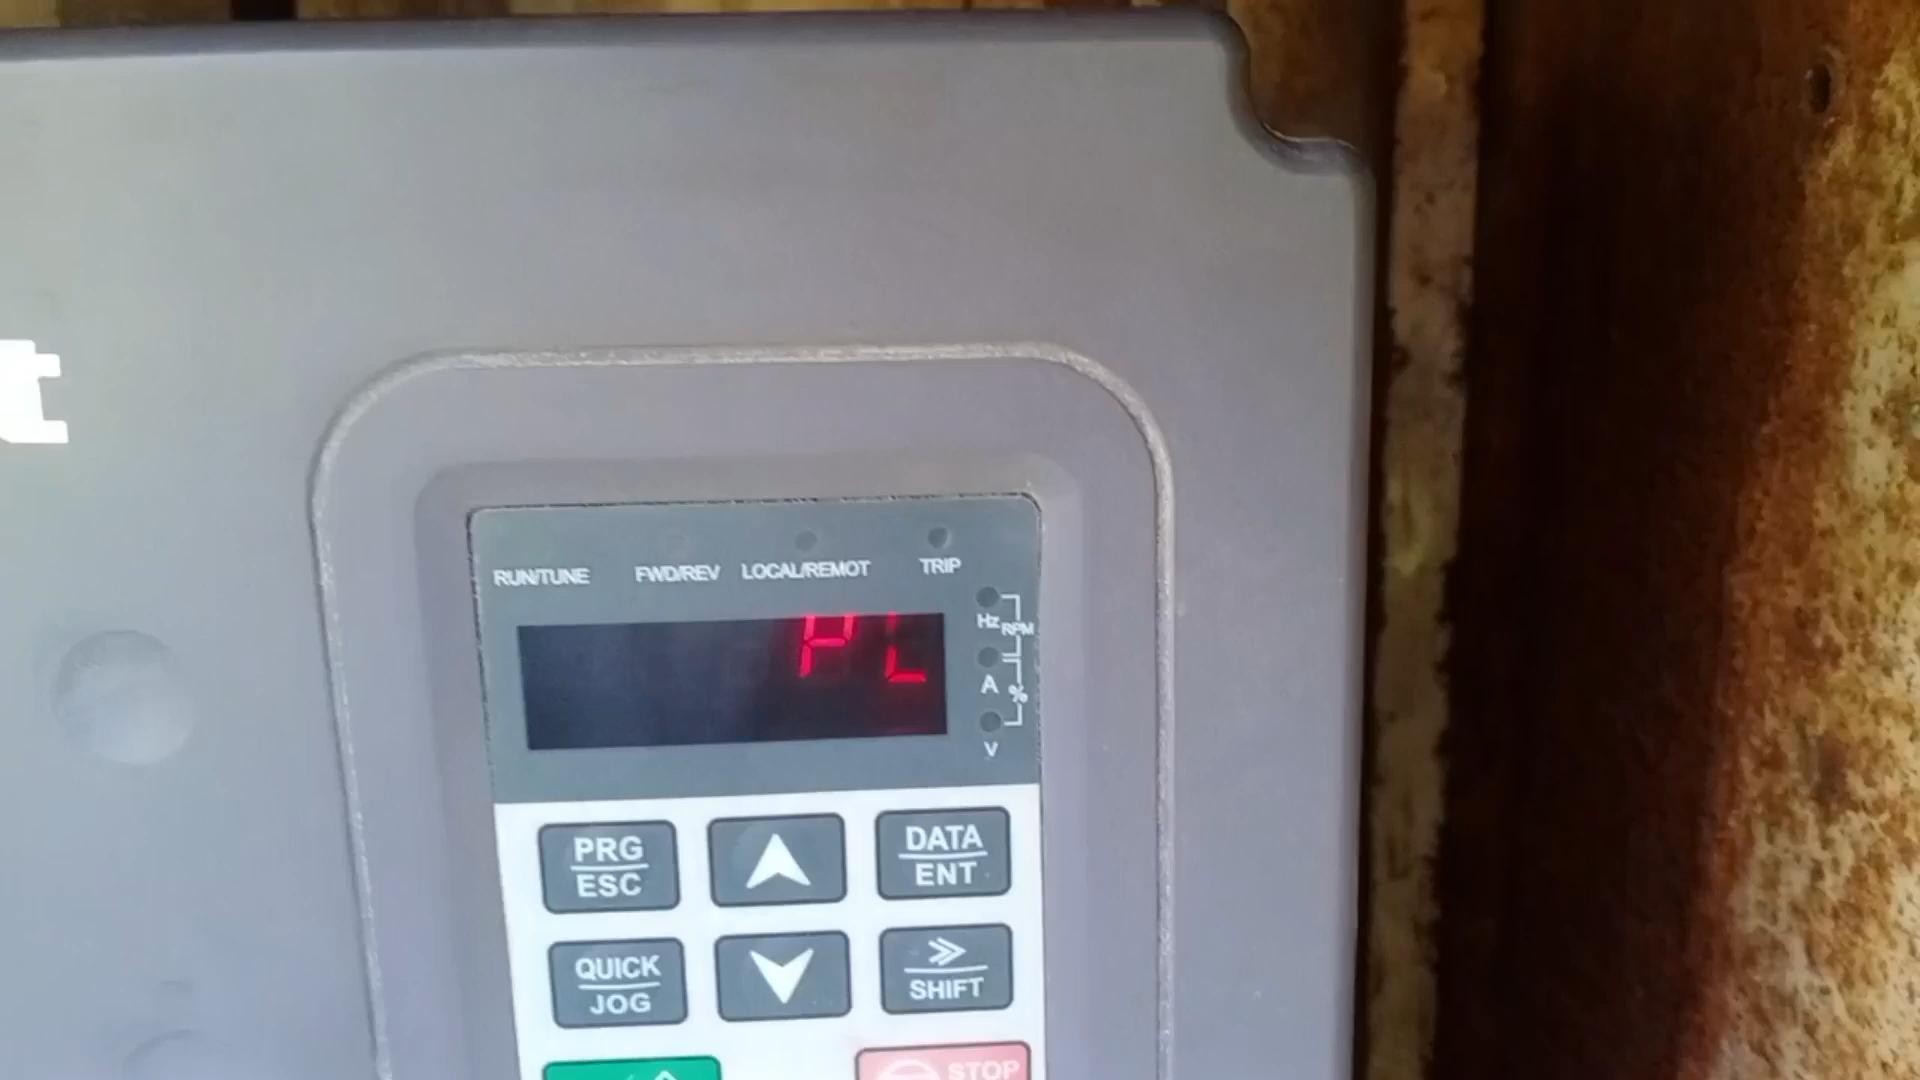 t
RUN/TUNE FWD/REV LOCAL/REMOT TRIP
Hz
RPM
PL
A
%
V
PRG
ESC
DATA
ENT
QUICK
JOG
SHIFT
STOP